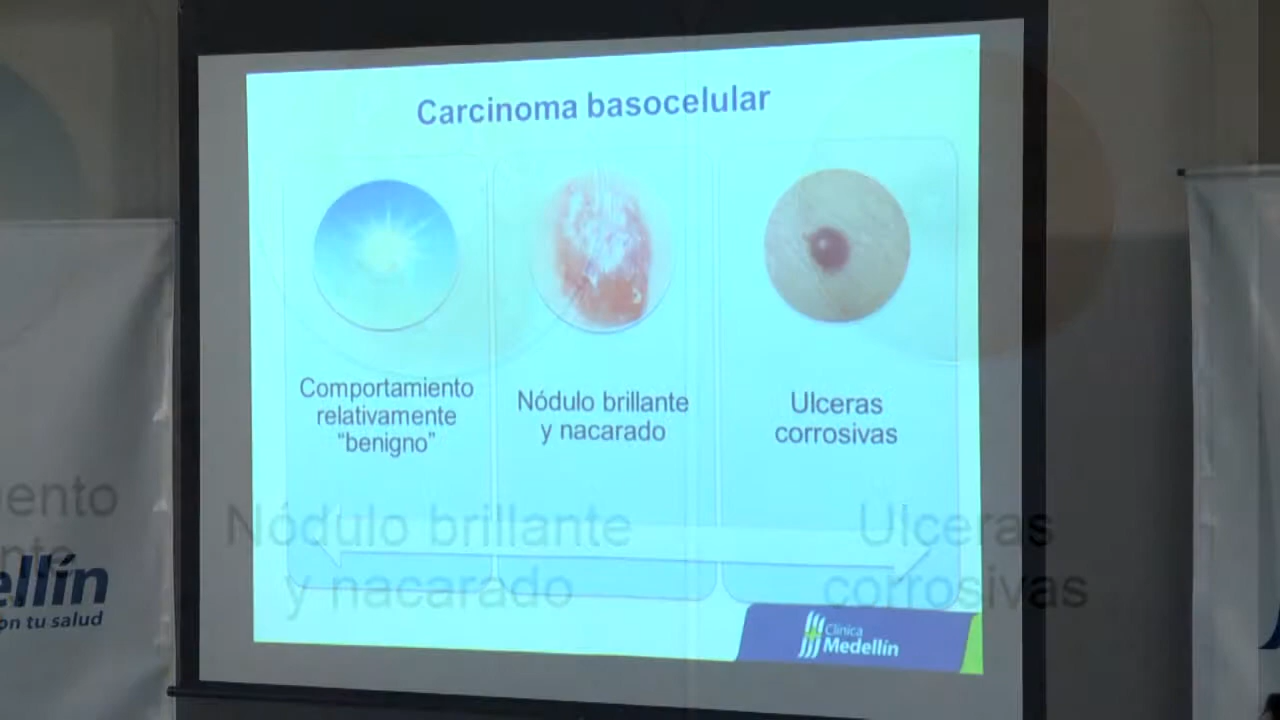 Carcinoma basocelular
Comportamiento
relativamente
“benigno”
Nódulo brillante
y nacarado
Ulceras
corrosivas
Clínica
Medellín
ento
nte
Nódulo brillante
y nacarado
Ulceras
corrosivas
ellín
on tu salud